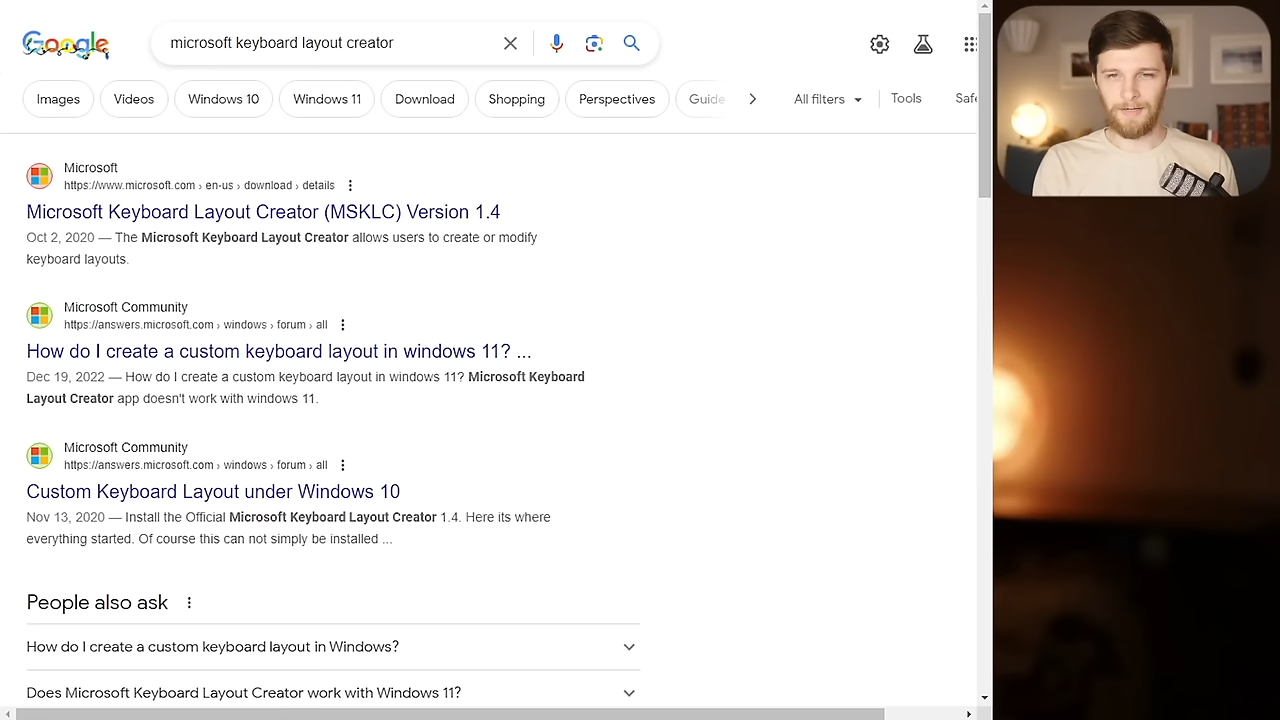 Google
microsoft keyboard layout creator
Images
Videos
Windows 10
Windows 11
Download
Shopping
Perspectives
Guide
All filters
Tools
Safe
Microsoft
https://www.microsoft.com › en-us › download › details
Microsoft Keyboard Layout Creator (MSKLC) Version 1.4
Oct 2, 2020 — The Microsoft Keyboard Layout Creator allows users to create or modify
keyboard layouts.
Microsoft Community
https://answers.microsoft.com › windows › forum › all
How do I create a custom keyboard layout in windows 11? ...
Dec 19, 2022 — How do I create a custom keyboard layout in windows 11? Microsoft Keyboard
Layout Creator app doesn't work with windows 11.
Microsoft Community
https://answers.microsoft.com › windows › forum › all
Custom Keyboard Layout under Windows 10
Nov 13, 2020 — Install the Official Microsoft Keyboard Layout Creator 1.4. Here its where
everything started. Of course this can not simply be installed ...
People also ask
How do I create a custom keyboard layout in Windows?
Does Microsoft Keyboard Layout Creator work with Windows 11?